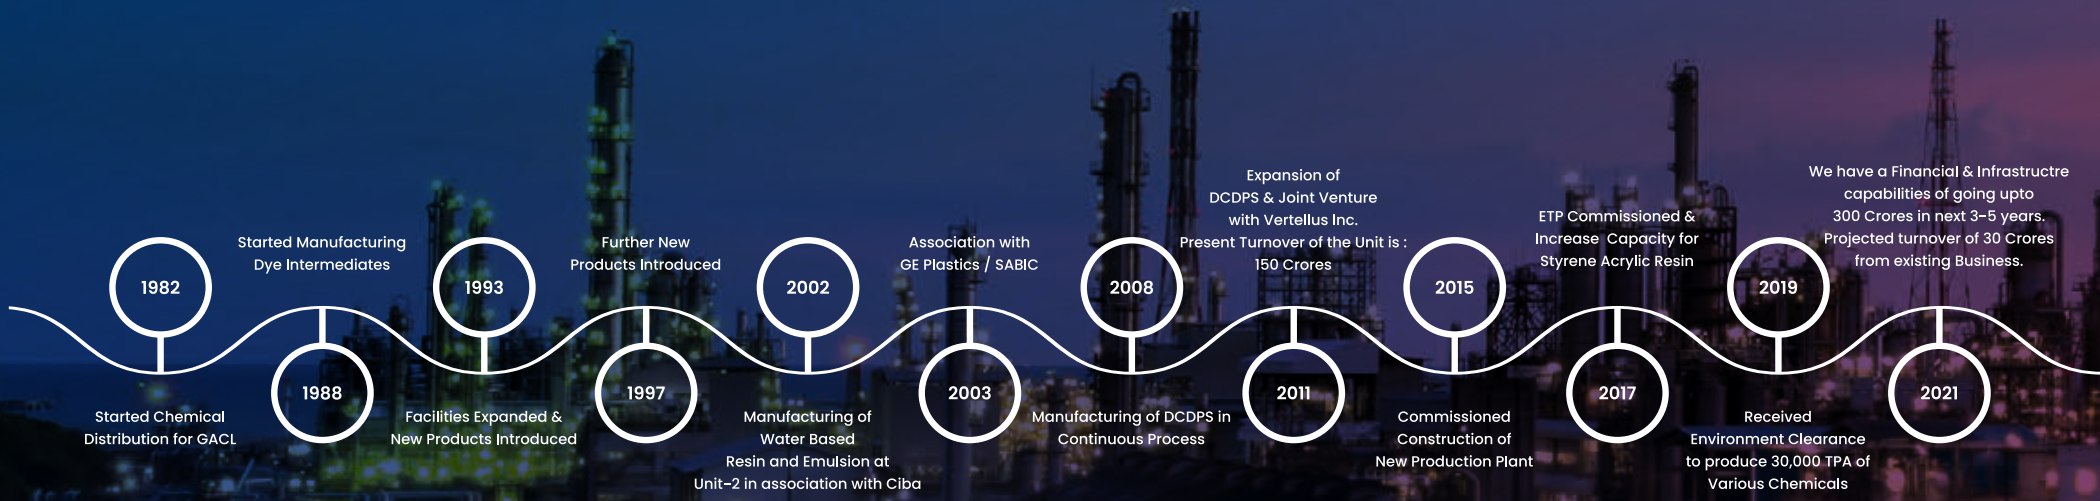 1982
Started Chemical
Distribution for GACL
Started Manufacturing
Dye Intermediates
1988
1993
Facilities Expanded &
New Products Introduced
Further New
Products Introduced
1997
2002
Manufacturing of
Water Based
Resin and Emulsion at
Unit-2 in association with Ciba
Association with
GE Plastics / SABIC
2003
2008
Manufacturing of DCDPS in
Continuous Process
Expansion of
DCDPS & Joint Venture
with Vertellus Inc.
Present Turnover of the Unit is :
150 Crores
2011
2015
Commissioned
Construction of
New Production Plant
ETP Commissioned &
Increase Capacity for
Styrene Acrylic Resin
2017
2019
Received
Environment Clearance
to produce 30,000 TPA of
Various Chemicals
We have a Financial & Infrastructre
capabilities of going upto
300 Crores in next 3-5 years.
Projected turnover of 30 Crores
from existing Business.
2021